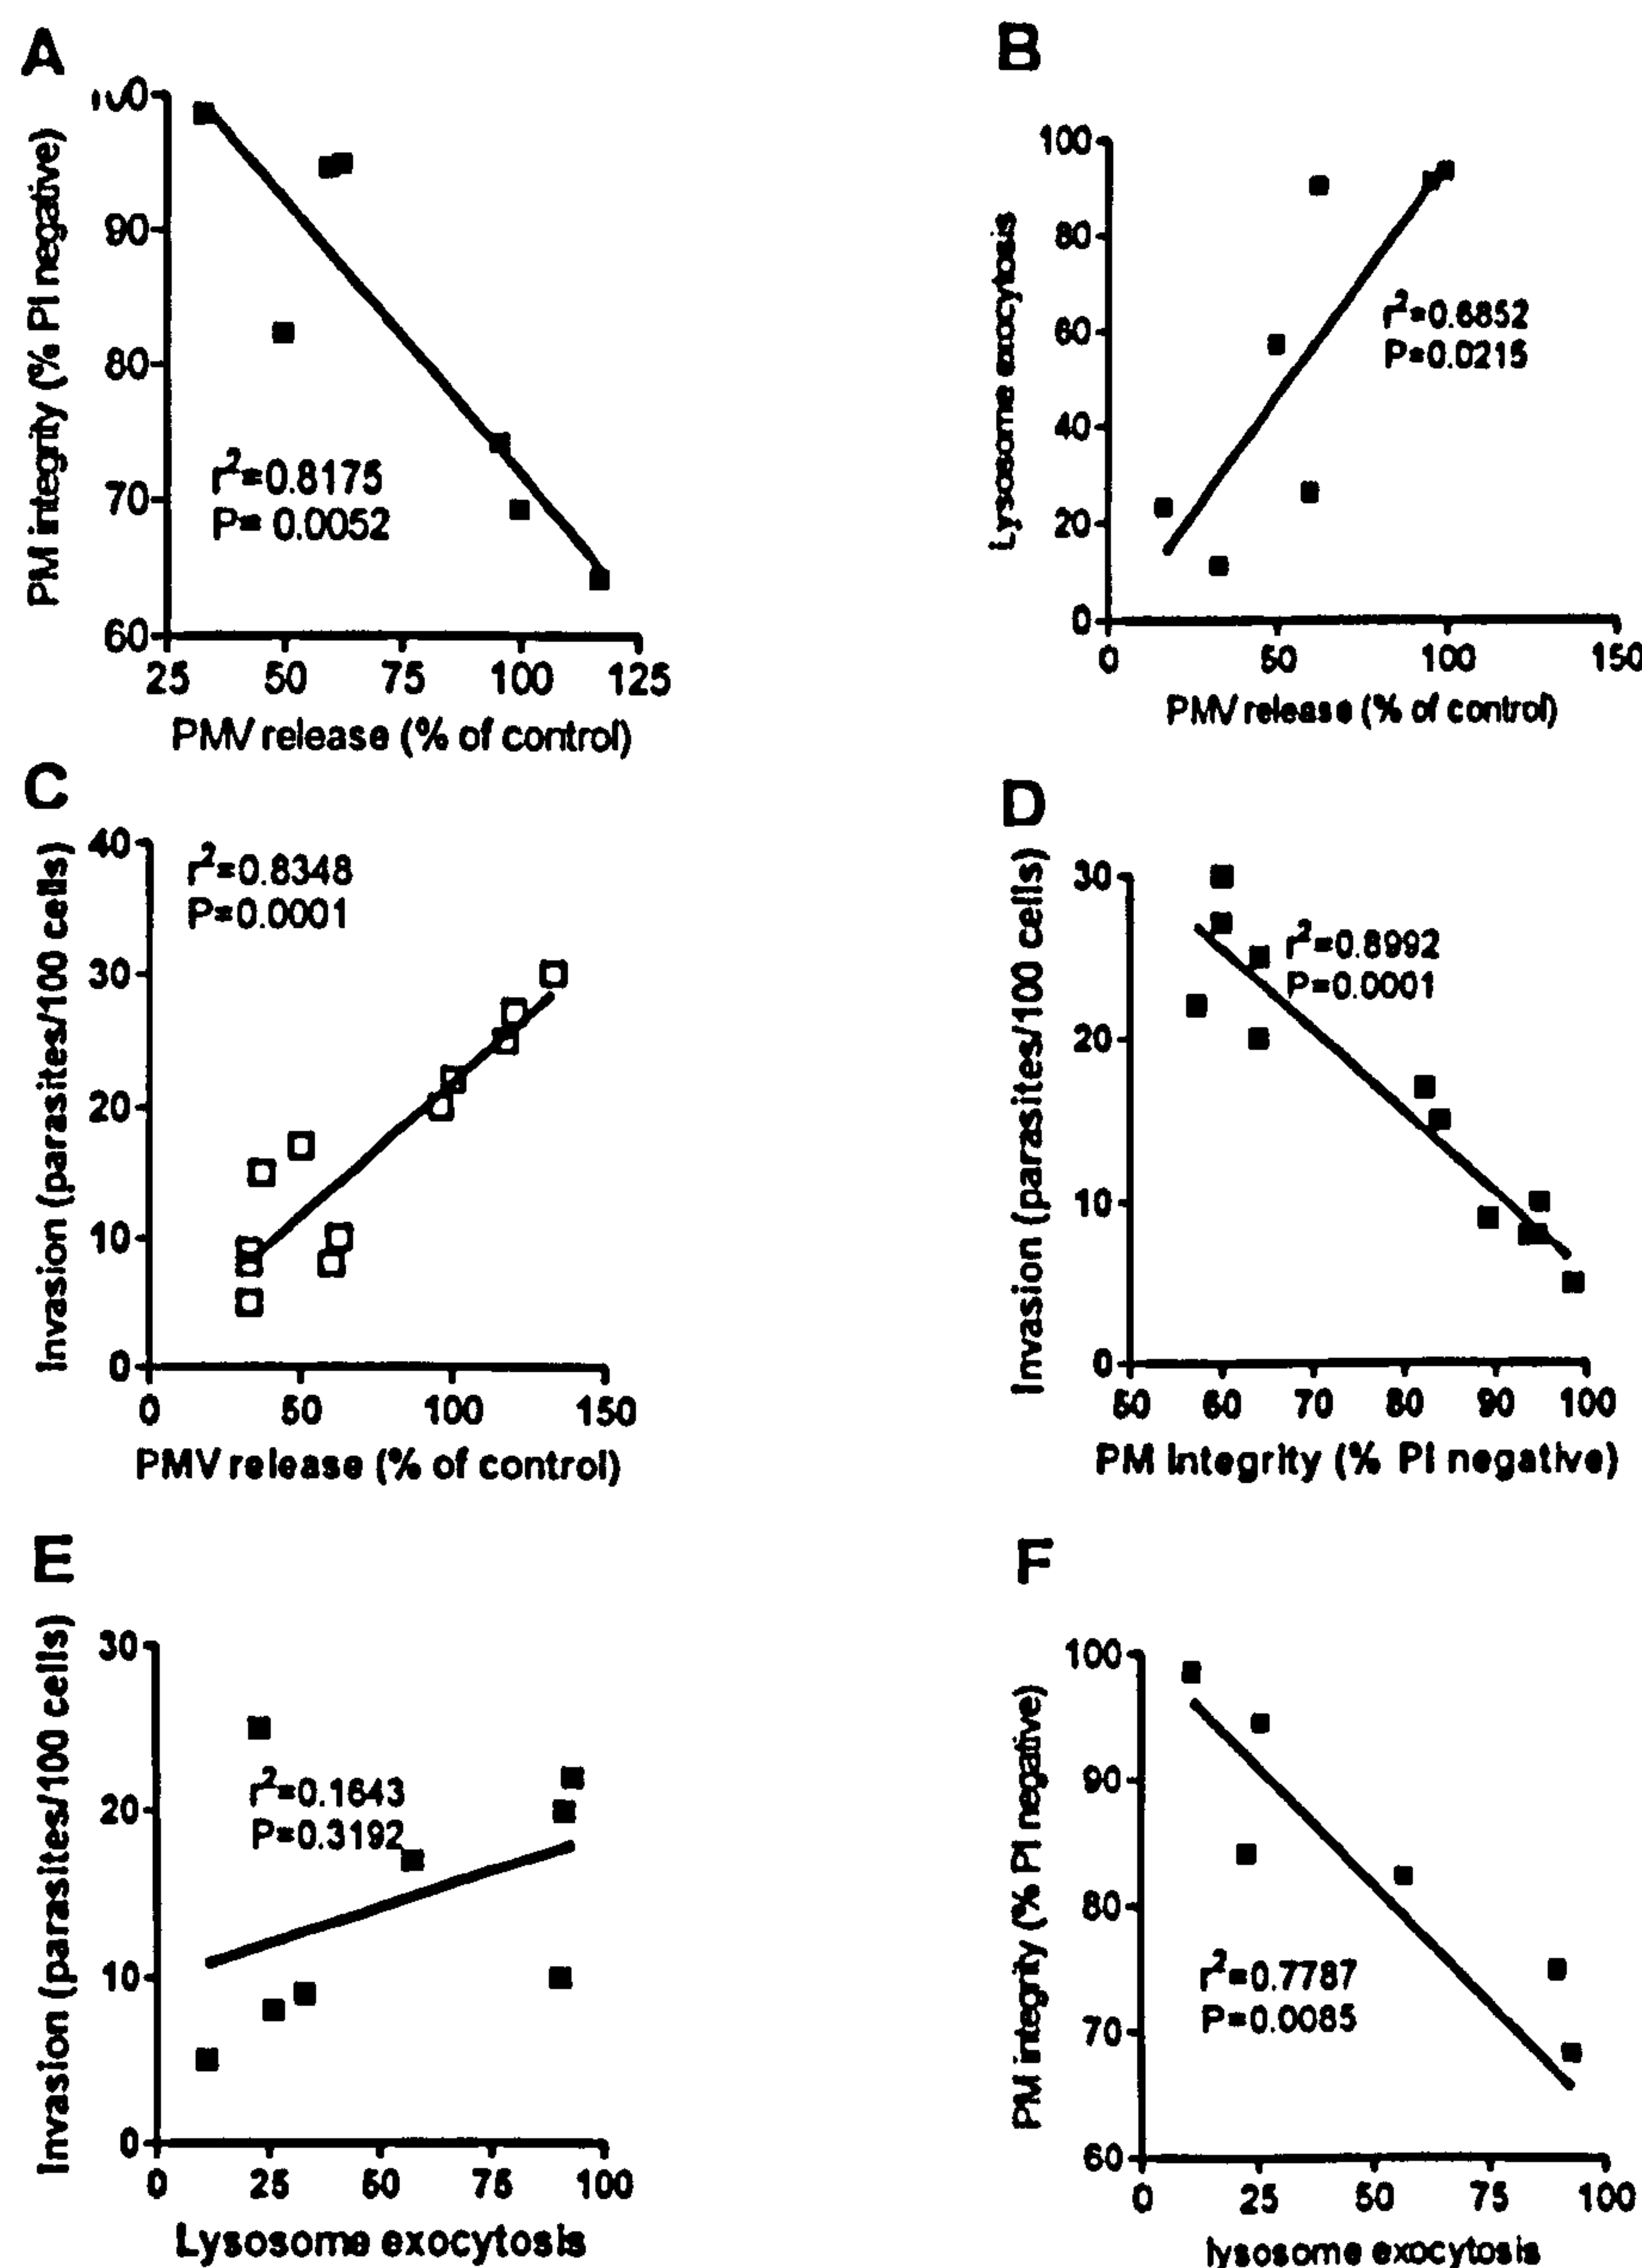 A
PM integrity (% PI negative)
100
90
80
70
60
r²=0.8175
P= 0.0052
25 50 75 100 125
PMV release (% of control)
B
Lysosome exocytosis
100
80
60
40
20
0
r²=0.6852
P=0.0215
0 50 100 150
PMV release (% of control)
C
Invasion (parasites/100 cells)
40
30
20
10
0
r²=0.8348
P=0.0001
0 50 100 150
PMV release (% of control)
D
Invasion (parasites/100 cells)
30
20
10
0
r²=0.8992
P=0.0001
50 60 70 80 90 100
PM Integrity (% PI negative)
E
Invasion (parasites/100 cells)
30
20
10
0
r²=0.1643
P=0.3192
0 25 50 75 100
Lysosome exocytosis
F
PM integrity (% PI negative)
100
90
80
70
60
r²=0.7787
P=0.0085
0 25 50 75 100
lysosome exocytosis